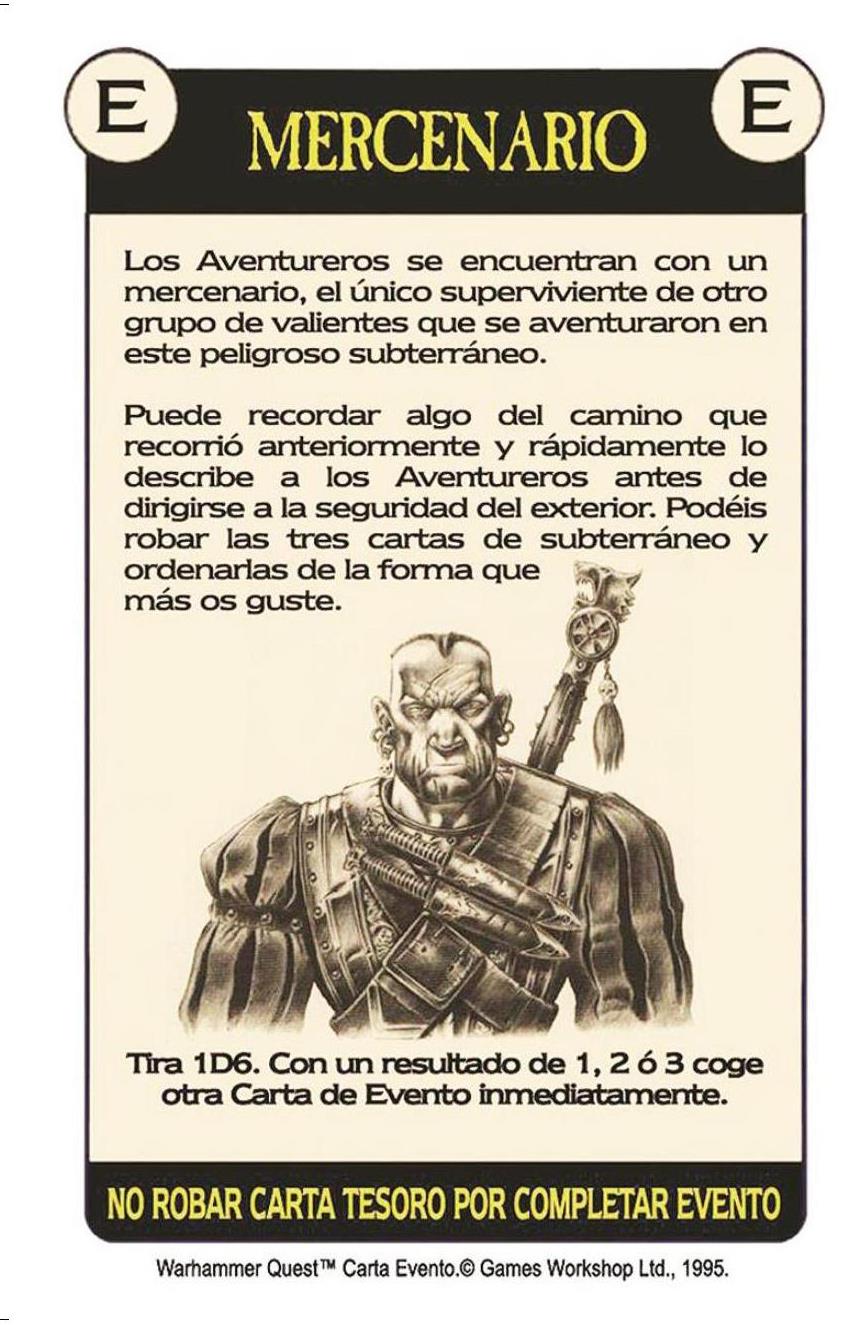 E
E
MERCENARIO
Los Aventureros se encuentran con un
mercenario, el único superviviente de otro
grupo de valientes que se aventuraron en
este peligroso subterráneo.
Puede recordar algo del camino que
recorrió anteriormente y rápidamente lo
describe a los Aventureros antes de
dirigirse a la seguridad del exterior. Podéis
robar las tres cartas de subterráneo y
ordenarlas de la forma que
más os guste.
Tira 1D6. Con un resultado de 1, 2 ó 3 coge
otra Carta de Evento inmediatamente.
NO ROBAR CARTA TESORO POR COMPLETAR EVENTO
Warhammer Quest™ Carta Evento.© Games Workshop Ltd., 1995.